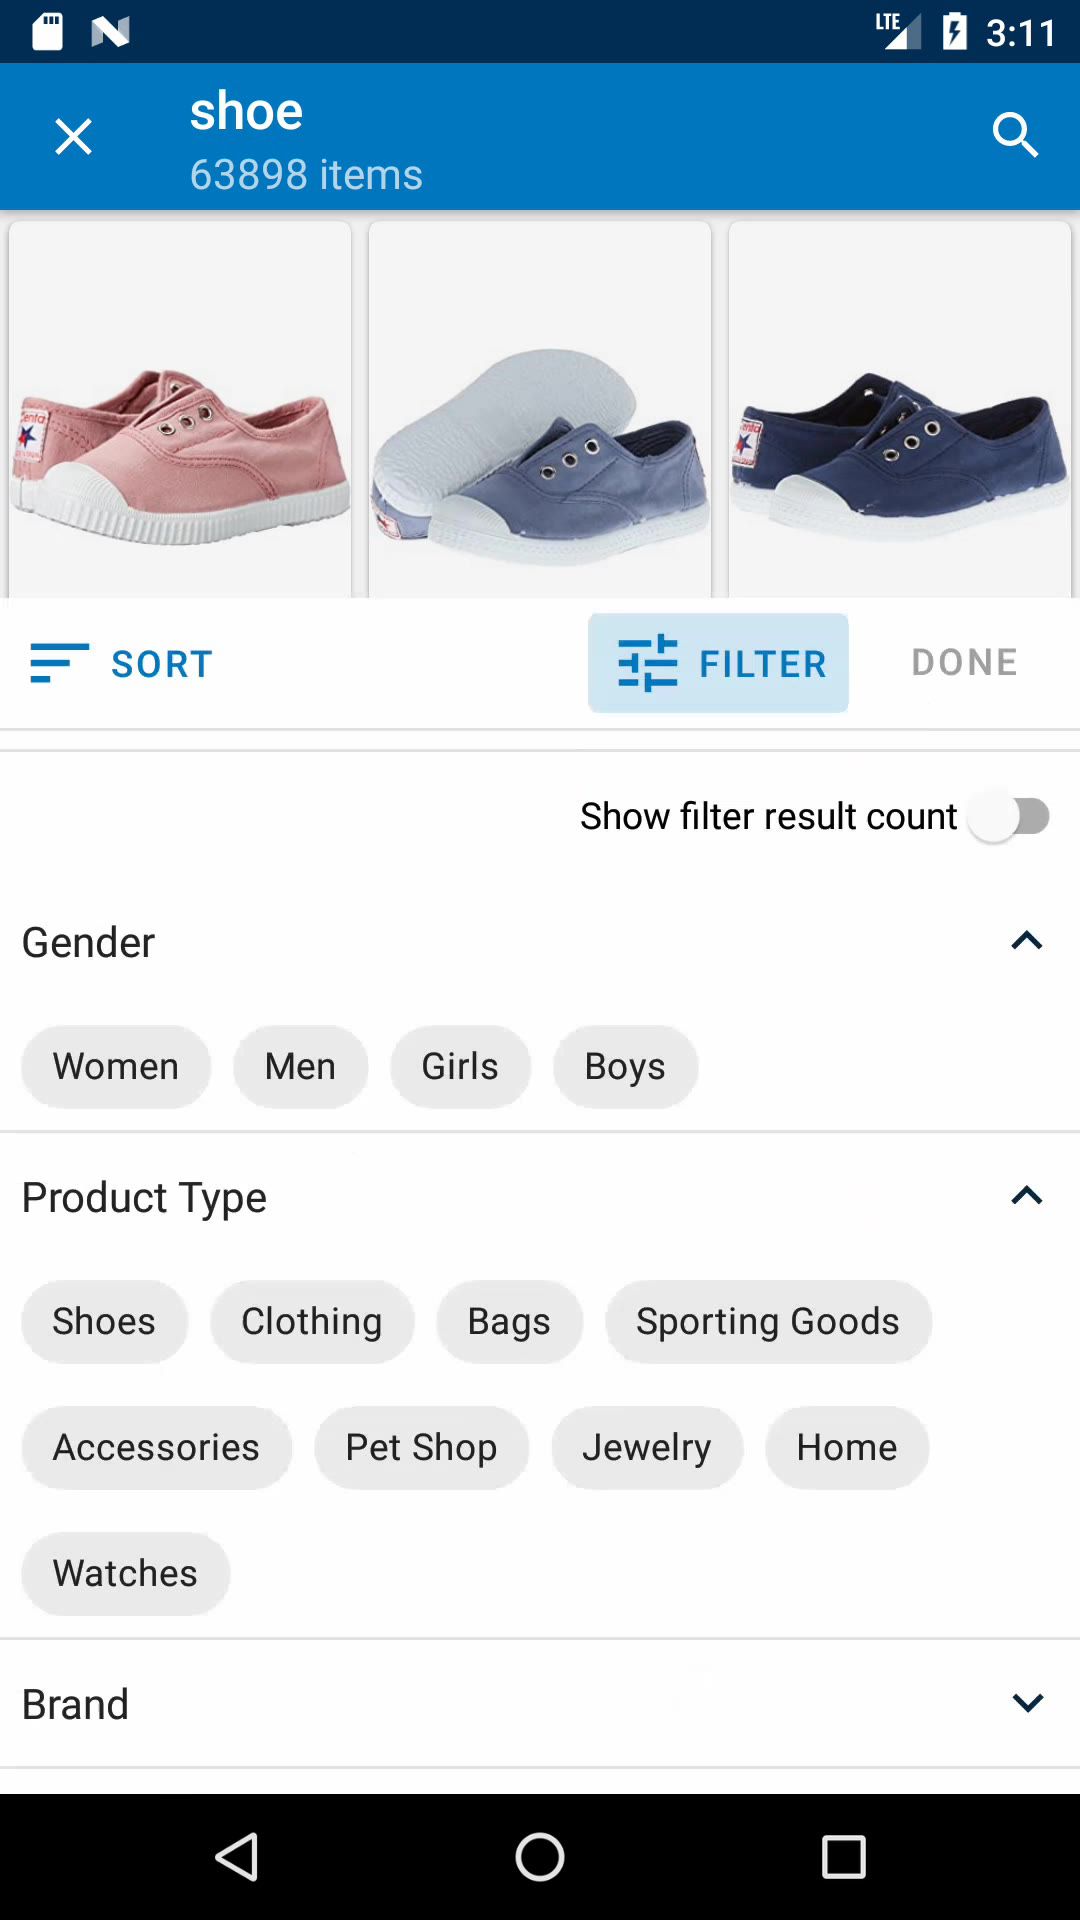 LTE 3:11
shoe
63898 items
SORT FILTER DONE
Show filter result count
Gender
Women Men Girls Boys
Product Type
Shoes Clothing Bags Sporting Goods
Accessories Pet Shop Jewelry Home
Watches
Brand